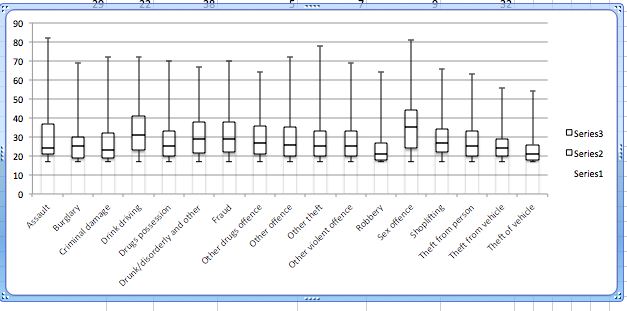 29 22 38 5 7 9 32
90
80
70
60
50
40
30
20
10
0
Series3
Series2
Series1
Assault
Burglary
Criminal damage
Drink driving
Drugs possession
Drunk/disorderly and other
Fraud
Other drugs offence
Other offence
Other theft
Other violent offence
Robbery
Sex offence
Shoplifting
Theft from person
Theft from vehicle
Theft of vehicle